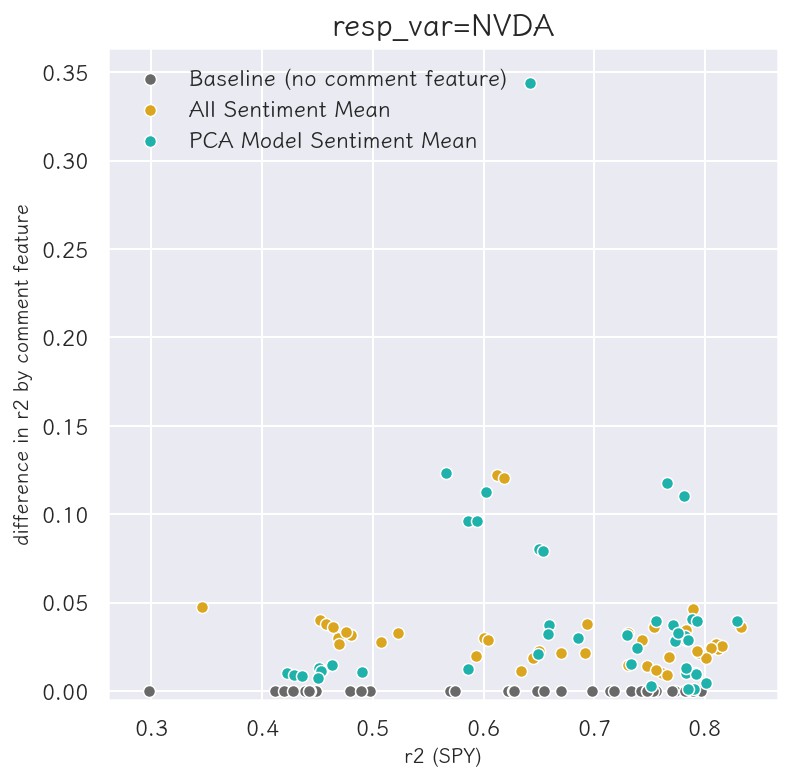 resp_var=NVDA
Baseline (no comment feature)
All Sentiment Mean
PCA Model Sentiment Mean
difference in r2 by comment feature
0.35
0.30
0.25
0.20
0.15
0.10
0.05
0.00
0.3 0.4 0.5 0.6 0.7 0.8
r2 (SPY)